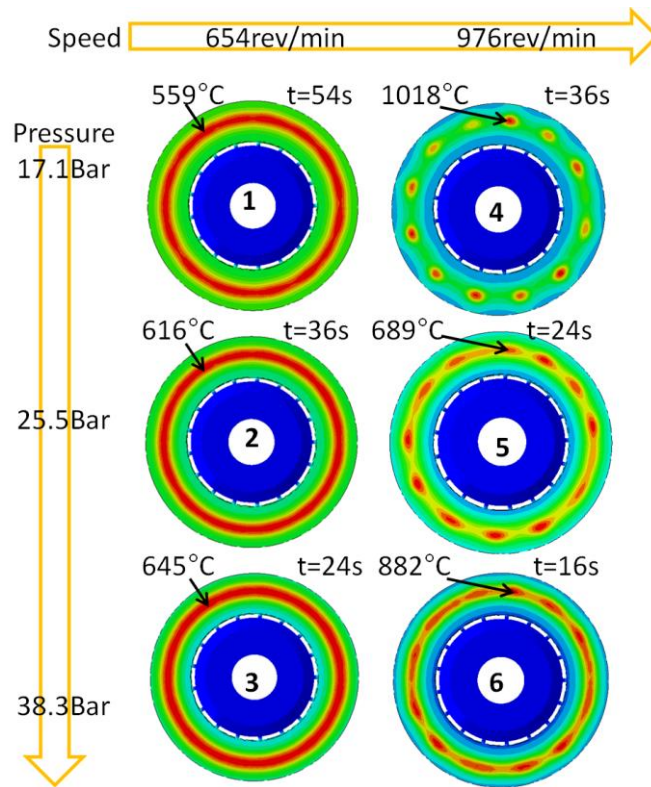 Speed 654rev/min 976rev/min
559°C t=54s 1018°C t=36s
Pressure
17.1Bar
1 4
616°C t=36s 689°C t=24s
25.5Bar
2 5
645°C t=24s 882°C t=16s
3 6
38.3Bar